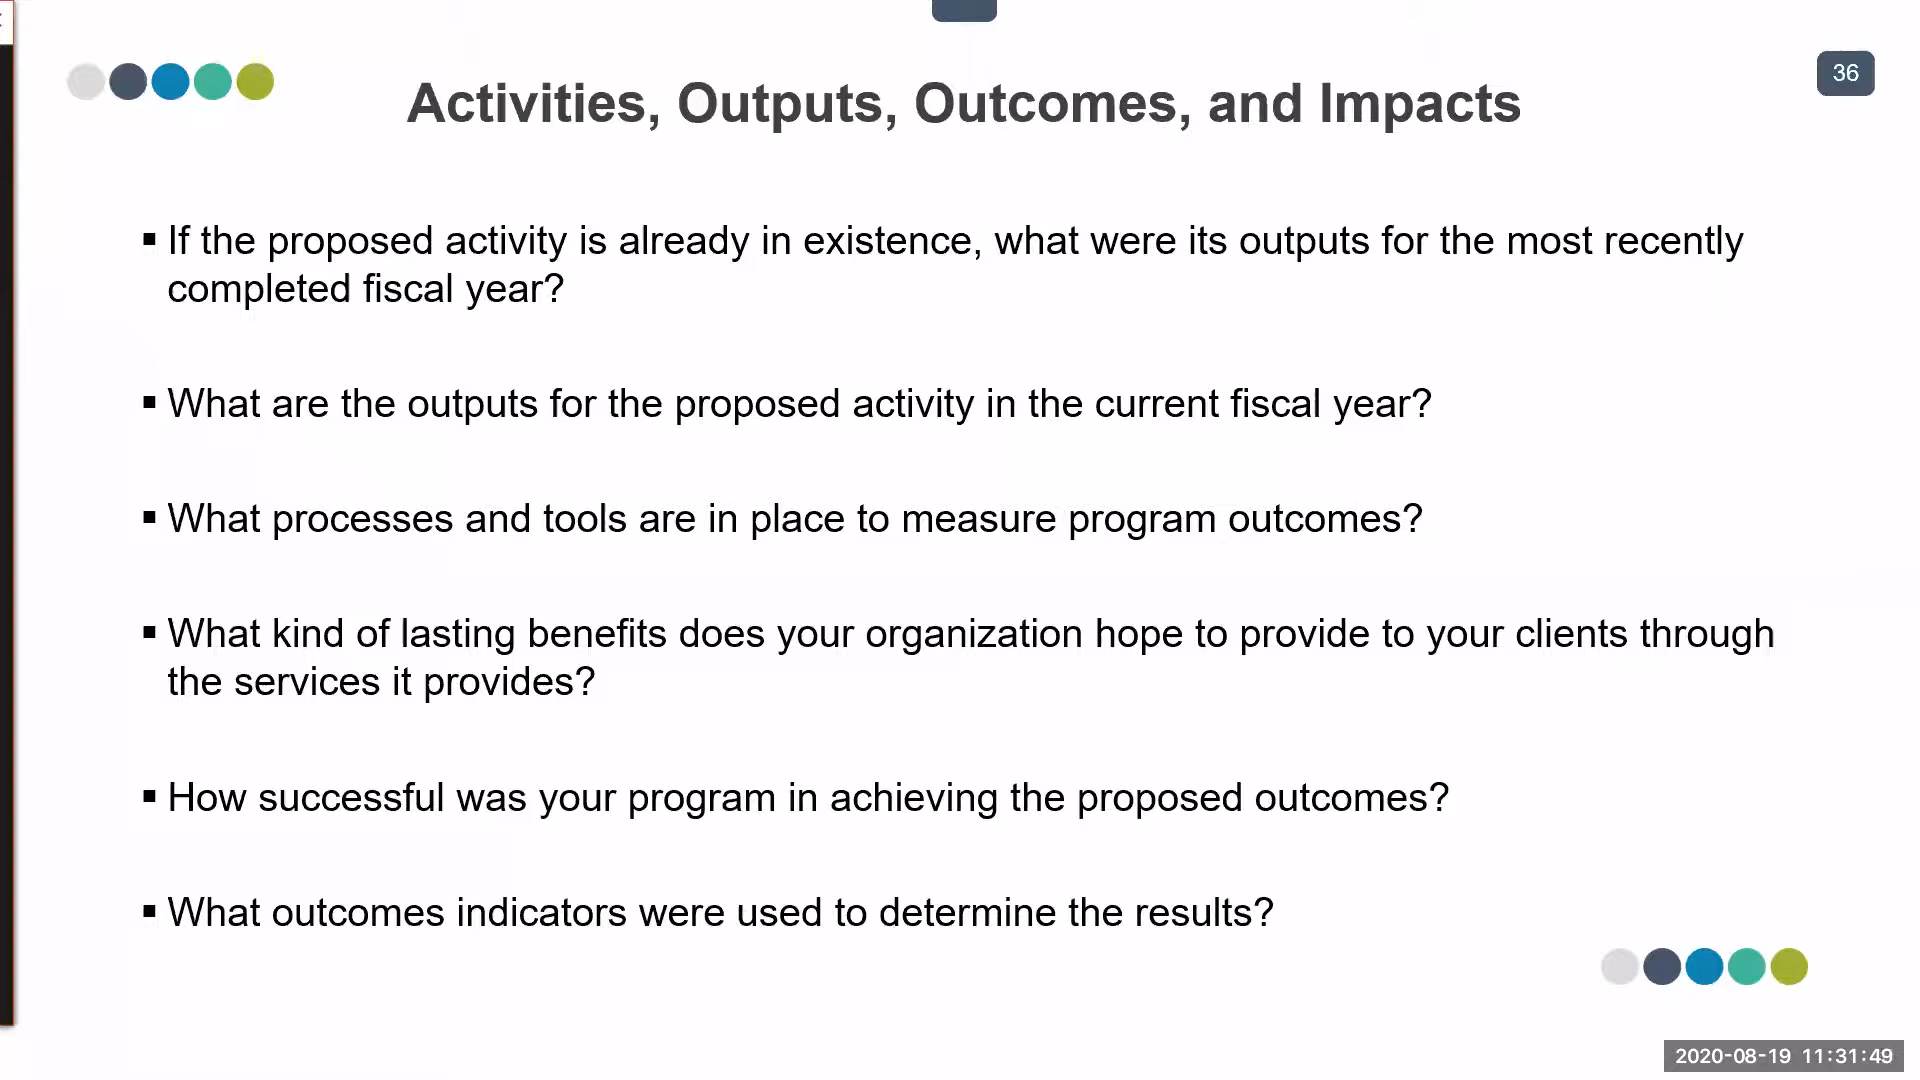 36
Activities, Outputs, Outcomes, and Impacts
▪ If the proposed activity is already in existence, what were its outputs for the most recently
completed fiscal year?
▪ What are the outputs for the proposed activity in the current fiscal year?
▪ What processes and tools are in place to measure program outcomes?
▪ What kind of lasting benefits does your organization hope to provide to your clients through
the services it provides?
▪ How successful was your program in achieving the proposed outcomes?
▪ What outcomes indicators were used to determine the results?
2020-08-19 11:31:49